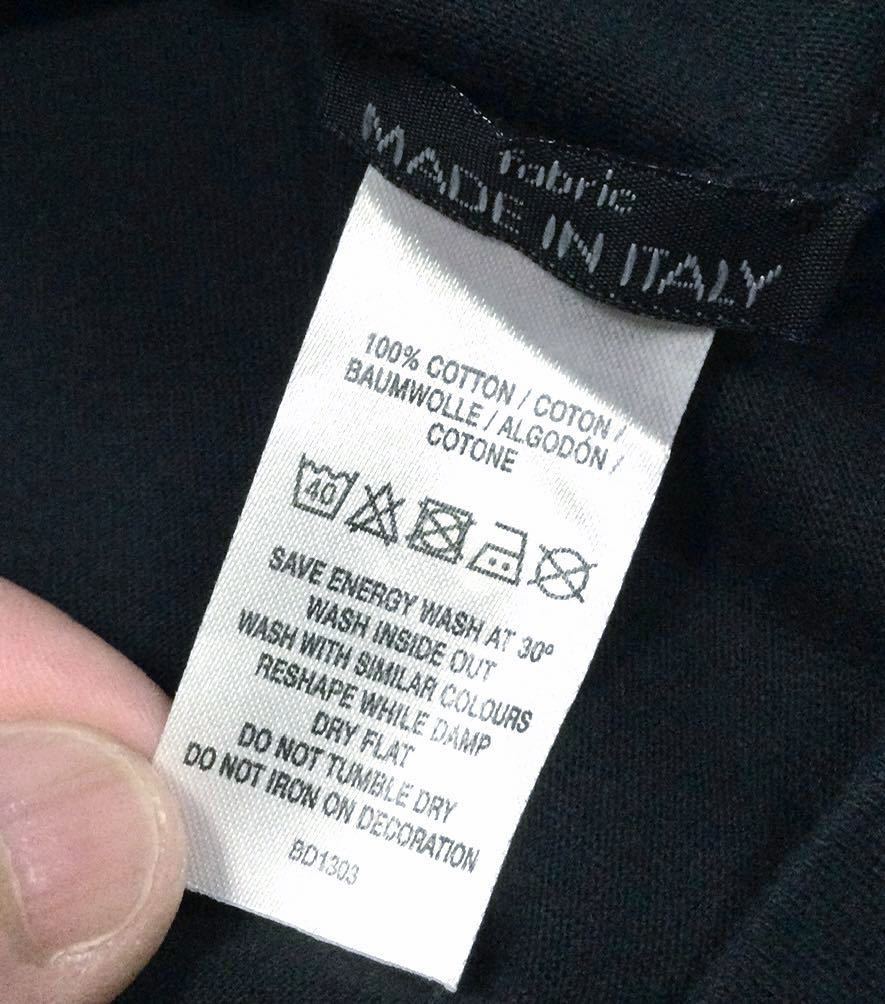 fabric
MADE IN ITALY
100% COTTON / COTON /
BAUMWOLLE / ALGODÓN /
COTONE
40
SAVE ENERGY WASH AT 30º
WASH INSIDE OUT
WASH WITH SIMILAR COLOURS
RESHAPE WHILE DAMP
DRY FLAT
DO NOT TUMBLE DRY
DO NOT IRON ON DECORATION
BD1303